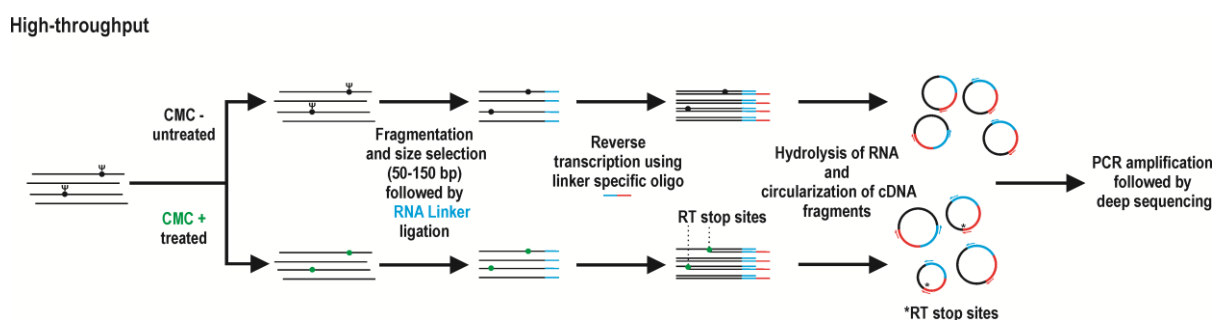 High-throughput
Ψ
Ψ
CMC -
untreated
CMC +
treated
Ψ
Ψ
Fragmentation
and size selection
(50-150 bp)
followed by
RNA Linker
ligation
Reverse
transcription using
linker specific oligo
RT stop sites
Hydrolysis of RNA
and
circularization of cDNA
fragments
*
*
*RT stop sites
PCR amplification
followed by
deep sequencing